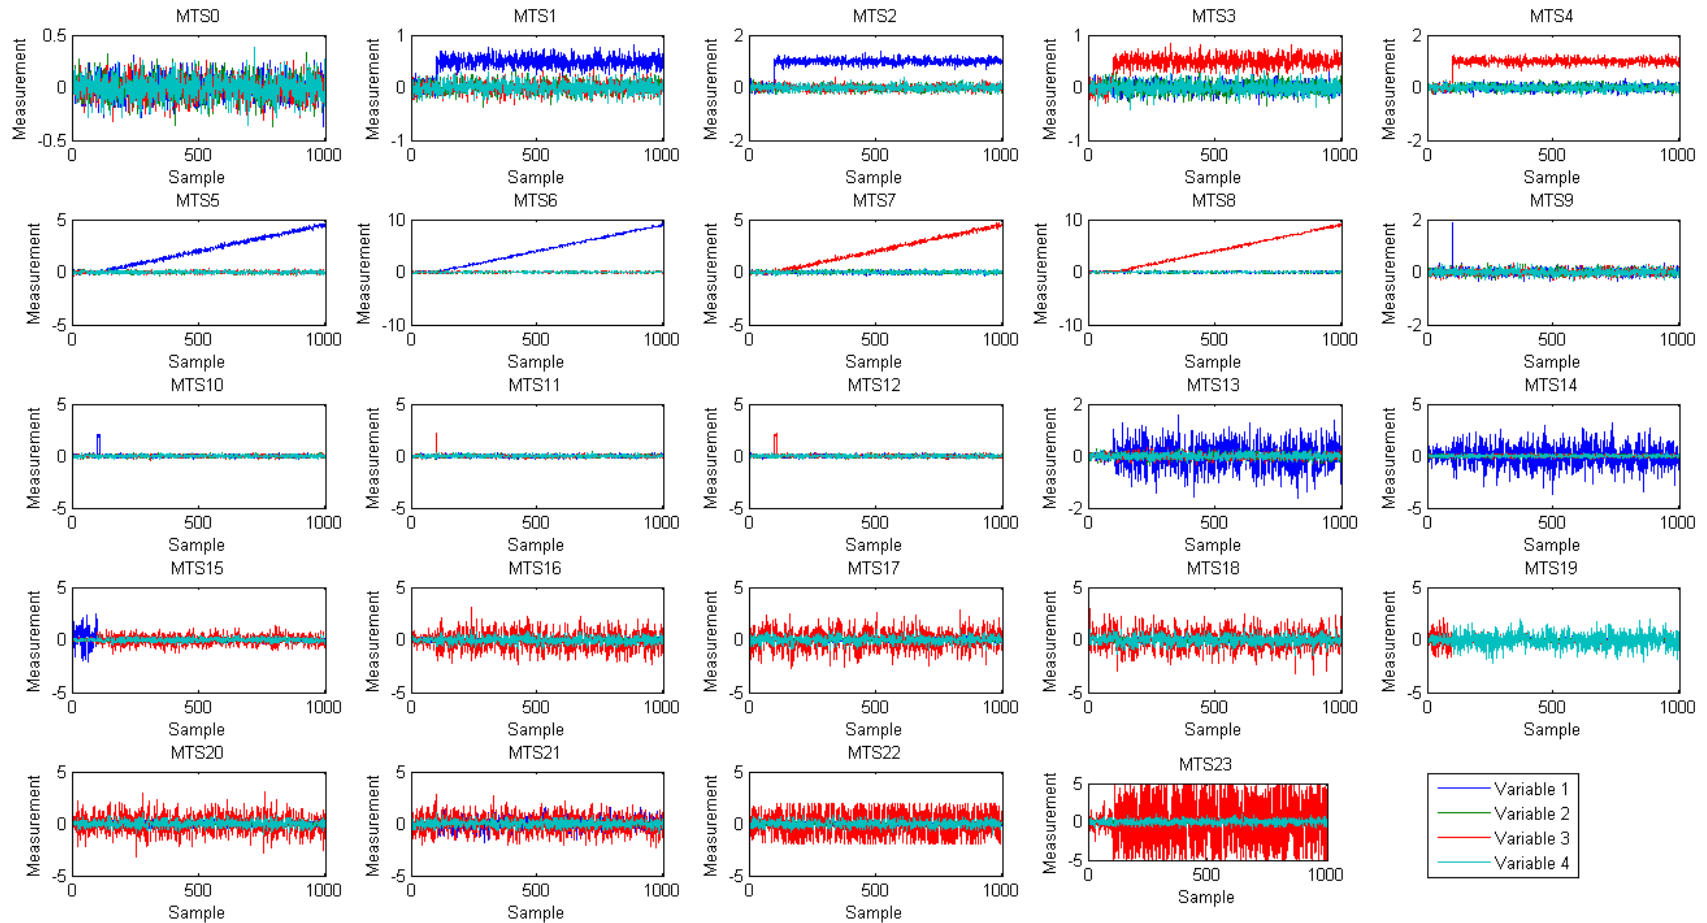 MTS0
Measurement
0.5
0
-0.5
0 500 1000
Sample
MTS1
Measurement
1
0
-1
0 500 1000
Sample
MTS2
Measurement
2
0
-2
0 500 1000
Sample
MTS3
Measurement
1
0
-1
0 500 1000
Sample
MTS4
Measurement
2
0
-2
0 500 1000
Sample
MTS5
Measurement
5
0
-5
0 500 1000
Sample
MTS6
Measurement
10
0
-10
0 500 1000
Sample
MTS7
Measurement
5
0
-5
0 500 1000
Sample
MTS8
Measurement
10
0
-10
0 500 1000
Sample
MTS9
Measurement
2
0
-2
0 500 1000
Sample
MTS10
Measurement
5
0
-5
0 500 1000
Sample
MTS11
Measurement
5
0
-5
0 500 1000
Sample
MTS12
Measurement
5
0
-5
0 500 1000
Sample
MTS13
Measurement
2
0
-2
0 500 1000
Sample
MTS14
Measurement
5
0
-5
0 500 1000
Sample
MTS15
Measurement
5
0
-5
0 500 1000
Sample
MTS16
Measurement
5
0
-5
0 500 1000
Sample
MTS17
Measurement
5
0
-5
0 500 1000
Sample
MTS18
Measurement
5
0
-5
0 500 1000
Sample
MTS19
Measurement
5
0
-5
0 500 1000
Sample
MTS20
Measurement
5
0
-5
0 500 1000
Sample
MTS21
Measurement
5
0
-5
0 500 1000
Sample
MTS22
Measurement
5
0
-5
0 500 1000
Sample
MTS23
Measurement
5
0
-5
0 500 1000
Sample
Variable 1
Variable 2
Variable 3
Variable 4